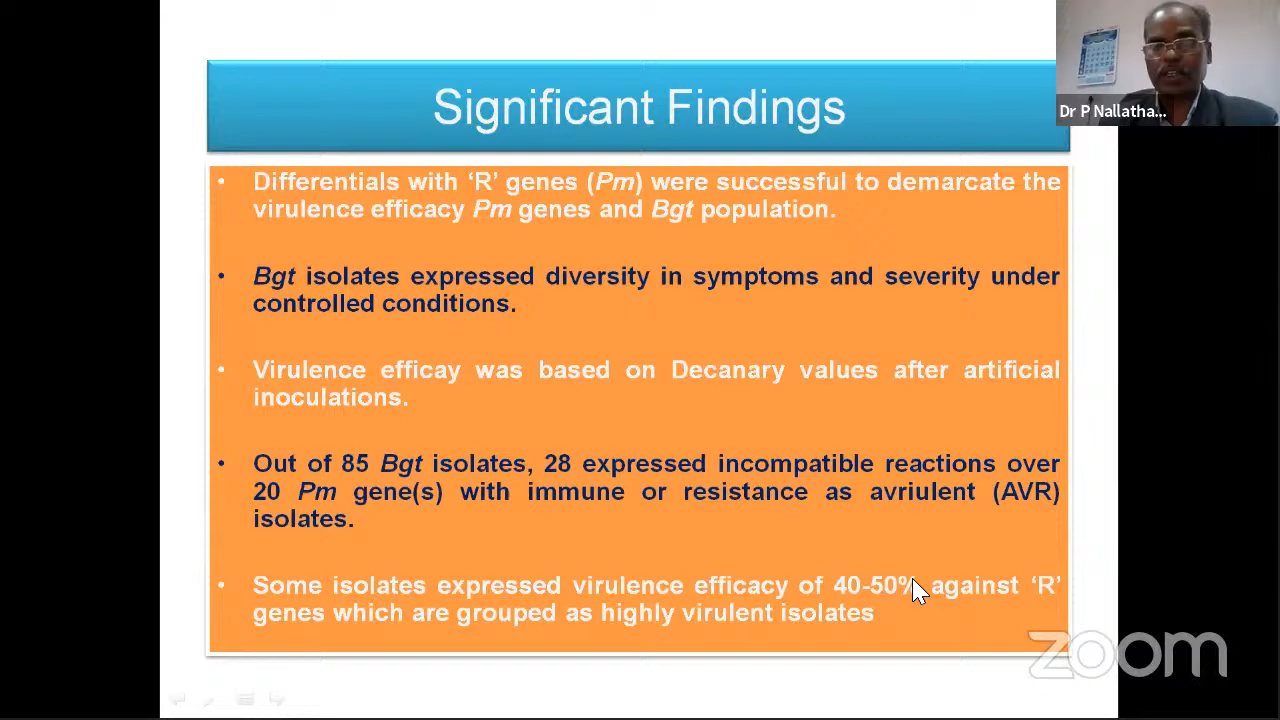 Significant Findings
Dr P Nallatha...
• Differentials with ‘R’ genes (Pm) were successful to demarcate the
virulence efficacy Pm genes and Bgt population.
• Bgt isolates expressed diversity in symptoms and severity under
controlled conditions.
• Virulence efficay was based on Decanary values after artificial
inoculations.
• Out of 85 Bgt isolates, 28 expressed incompatible reactions over
20 Pm gene(s) with immune or resistance as avriulent (AVR)
isolates.
• Some isolates expressed virulence efficacy of 40-50% against ‘R’
genes which are grouped as highly virulent isolates
zoom